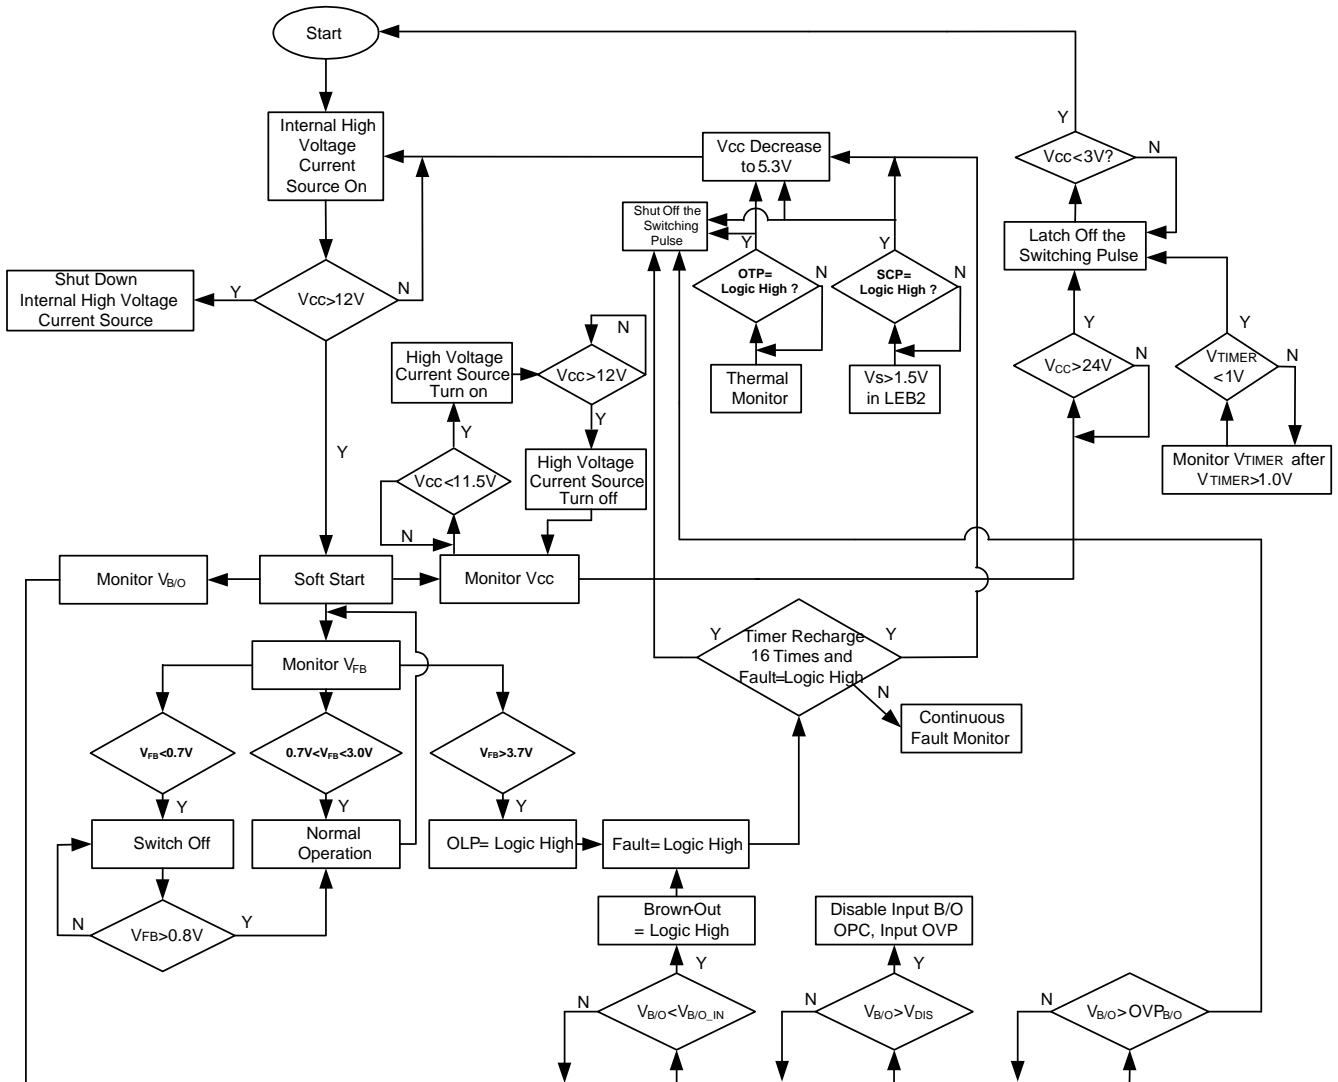 Start
Internal High
Voltage
Current
Source On
Vcc Decrease
to 5.3V
Y
Vcc<3V?
N
Shut Off the
Switching
Pulse
Latch Off the
Switching Pulse
Y
OTP=
Logic High ?
N
Y
SCP=
Logic High ?
N
Shut Down
Internal High Voltage
Current Source
Y
Vcc>12V
N
High Voltage
Current Source
Turn on
Vcc>12V
N
Y
Thermal
Monitor
Vs>1.5V
in LEB2
Y
VCC>24V
N
Y
VTIMER
<1V
N
Y
Vcc<11.5V
Y
N
High Voltage
Current Source
Turn off
Monitor VTIMER after
VTIMER>1.0V
Monitor VB/O
Soft Start
Monitor Vcc
Monitor VFB
Y
Timer Recharge
16 Times and
Fault=Logic High
Y
N
Continuous
Fault Monitor
VFB<0.7V
0.7V<VFB<3.0V
VFB>3.7V
Y
Y
Y
Switch Off
Normal
Operation
OLP= Logic High
Fault= Logic High
N
VFB>0.8V
Y
Brown-Out
= Logic High
Disable Input B/O
OPC, Input OVP
Y
Y
N
VB/O<VB/O_IN
N
VB/O>VDIS
N
VB/O>OVPB/O
Y